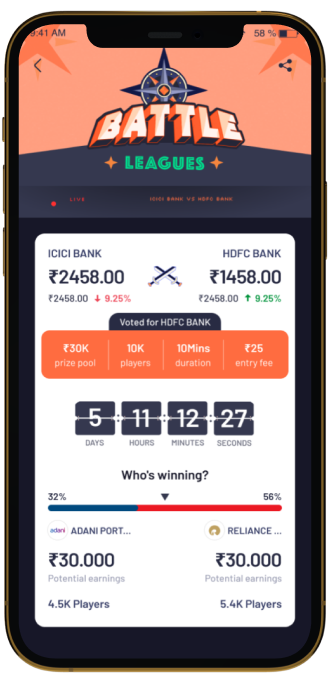 9:41 AM 58 %
BATTLE
LEAGUES
LIVE ICICI BANK VS HDFC BANK
ICICI BANK HDFC BANK
₹2458.00 ₹1458.00
₹2458.00 ↓ 9.25% ₹2458.00 ↑ 9.25%
Voted for HDFC BANK
₹30K 10K 10Mins ₹25
prize pool players duration entry fee
5 : 11 : 12 : 27
DAYS HOURS MINUTES SECONDS
Who's winning?
32% 56%
adani ADANI PORT... RELIANCE ...
₹30.000 ₹30.000
Potential earnings Potential earnings
4.5K Players 5.4K Players